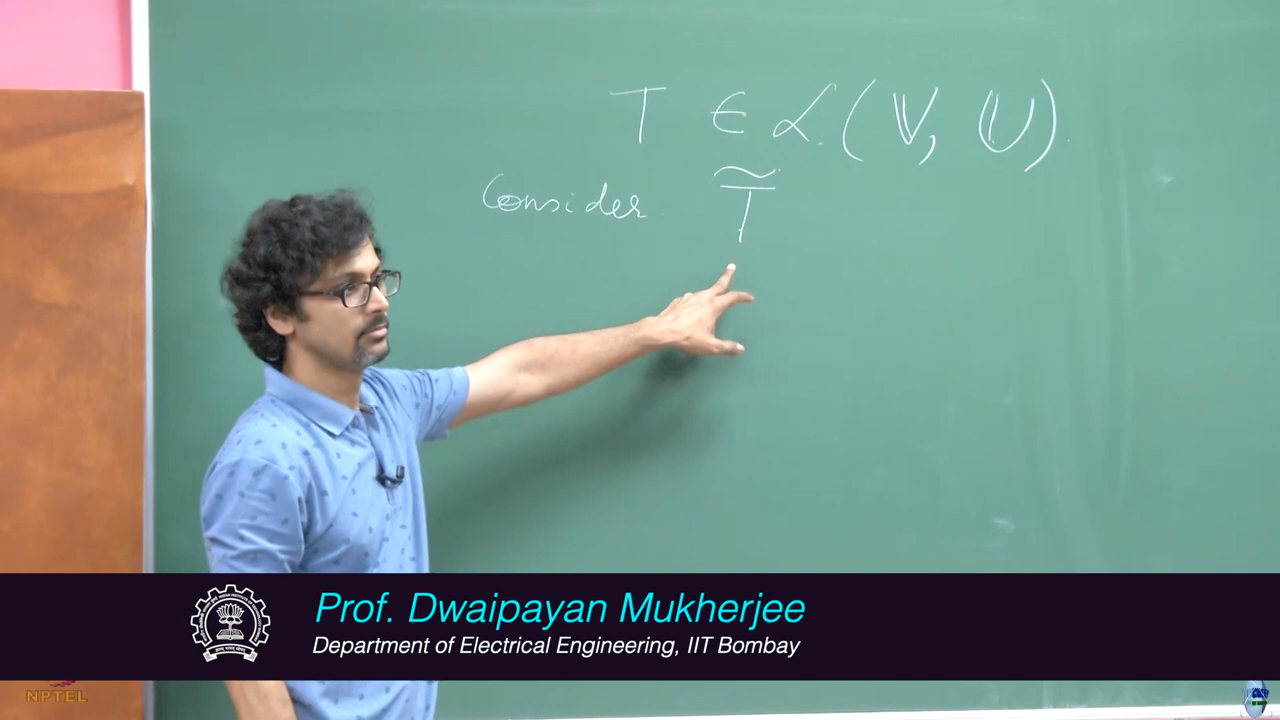 T ∈ ℒ(𝕍, 𝕌).
Consider T̃
Prof. Dwaipayan Mukherjee
Department of Electrical Engineering, IIT Bombay
NPTEL